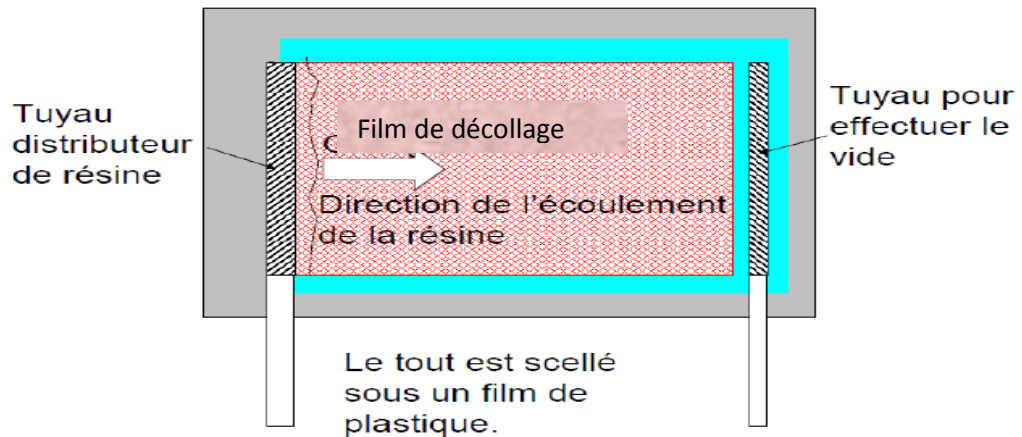 Tuyau
distributeur
de résine
Film de décollage
Direction de l'écoulement
de la résine
Tuyau pour
effectuer le
vide
Le tout est scellé
sous un film de
plastique.